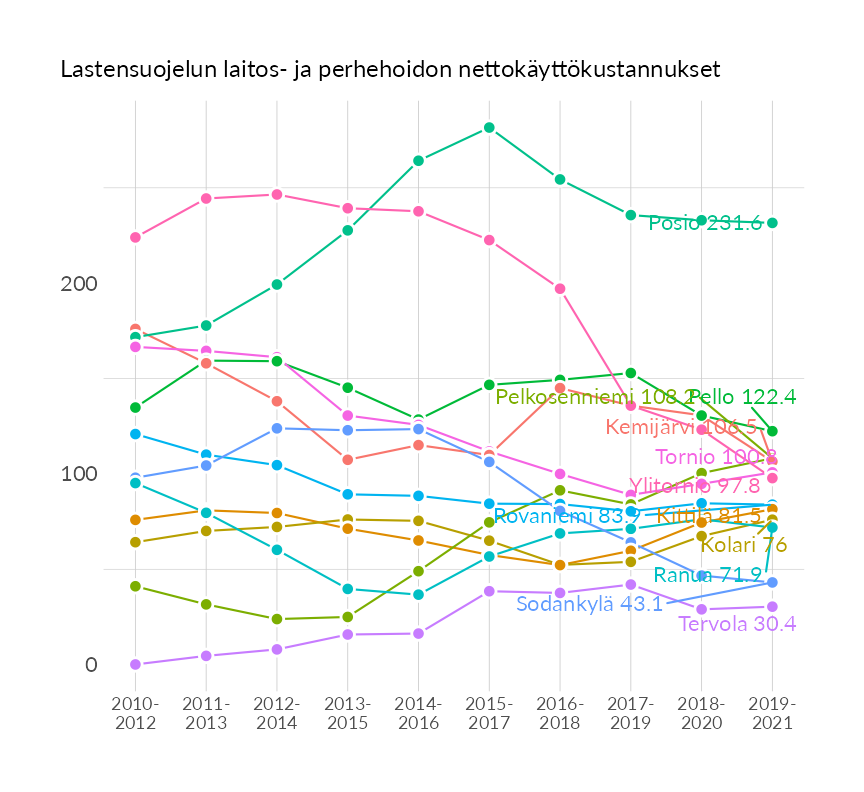 Lastensuojelun laitos- ja perhehoidon nettokäyttökustannukset
Posio 231.6
200
Pelkosenniemi 108.2
Pello 122.4
Kemijärvi 106.5
Tornio 100.8
100
Ylitornio 97.8
Rovaniemi 83.9
Kittilä 81.5
Kolari 76
Ranua 71.9
Sodankylä 43.1
Tervola 30.4
0
2010-
2012
2011-
2013
2012-
2014
2013-
2015
2014-
2016
2015-
2017
2016-
2018
2017-
2019
2018-
2020
2019-
2021